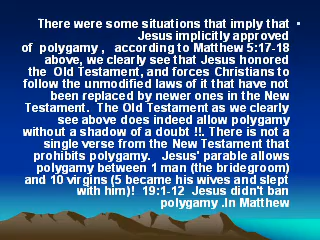 There were some situations that imply that •
Jesus implicitly approved
of polygamy , according to Matthew 5:17-18
above, we clearly see that Jesus honored
the Old Testament, and forces Christians to
follow the unmodified laws of it that have not
been replaced by newer ones in the New
Testament. The Old Testament as we clearly
see above does indeed allow polygamy
without a shadow of a doubt !!. There is not a
single verse from the New Testament that
prohibits polygamy. Jesus' parable allows
polygamy between 1 man (the bridegroom)
and 10 virgins (5 became his wives and slept
with him)! 19:1-12 Jesus didn't ban
polygamy .In Matthew